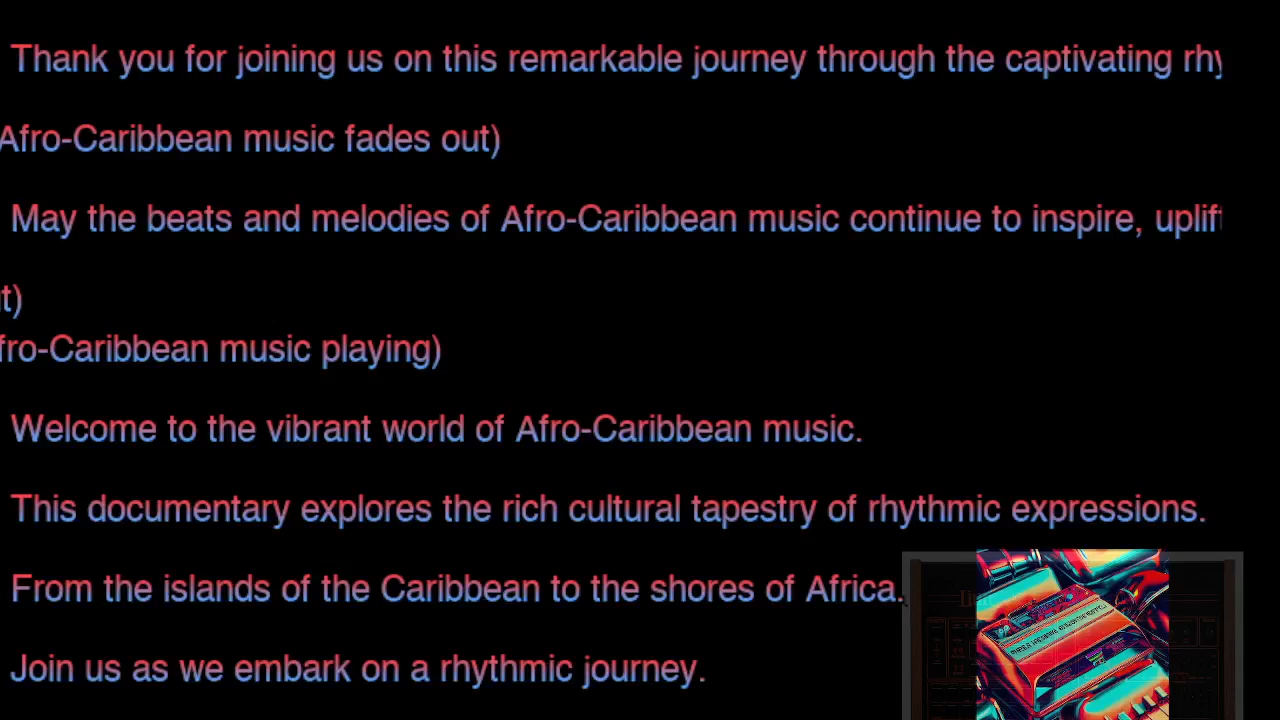 Thank you for joining us on this remarkable journey through the captivating
Afro-Caribbean music fades out)
May the beats and melodies of Afro-Caribbean music continue to inspire,
Afro-Caribbean music playing)
Welcome to the vibrant world of Afro-Caribbean music.
This documentary explores the rich cultural tapestry of rhythmic expressions.
From the islands of the Caribbean to the shores of Africa.
Join us as we embark on a rhythmic journey.